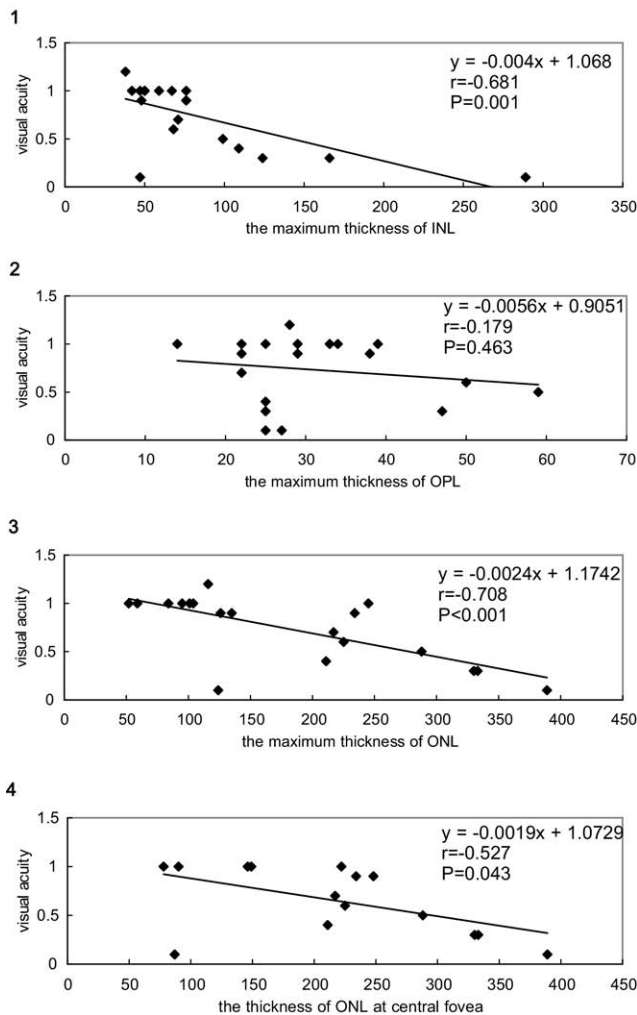 1
1.5
1
0.5
0
visual acuity
y = -0.004x + 1.068
r=-0.681
P=0.001
0 50 100 150 200 250 300 350
the maximum thickness of INL
2
1.5
1
0.5
0
visual acuity
y = -0.0056x + 0.9051
r=-0.179
P=0.463
0 10 20 30 40 50 60 70
the maximum thickness of OPL
3
1.5
1
0.5
0
visual acuity
y = -0.0024x + 1.1742
r=-0.708
P<0.001
0 50 100 150 200 250 300 350 400 450
the maximum thickness of ONL
4
1.5
1
0.5
0
visual acuity
y = -0.0019x + 1.0729
r=-0.527
P=0.043
0 50 100 150 200 250 300 350 400 450
the thickness of ONL at central fovea